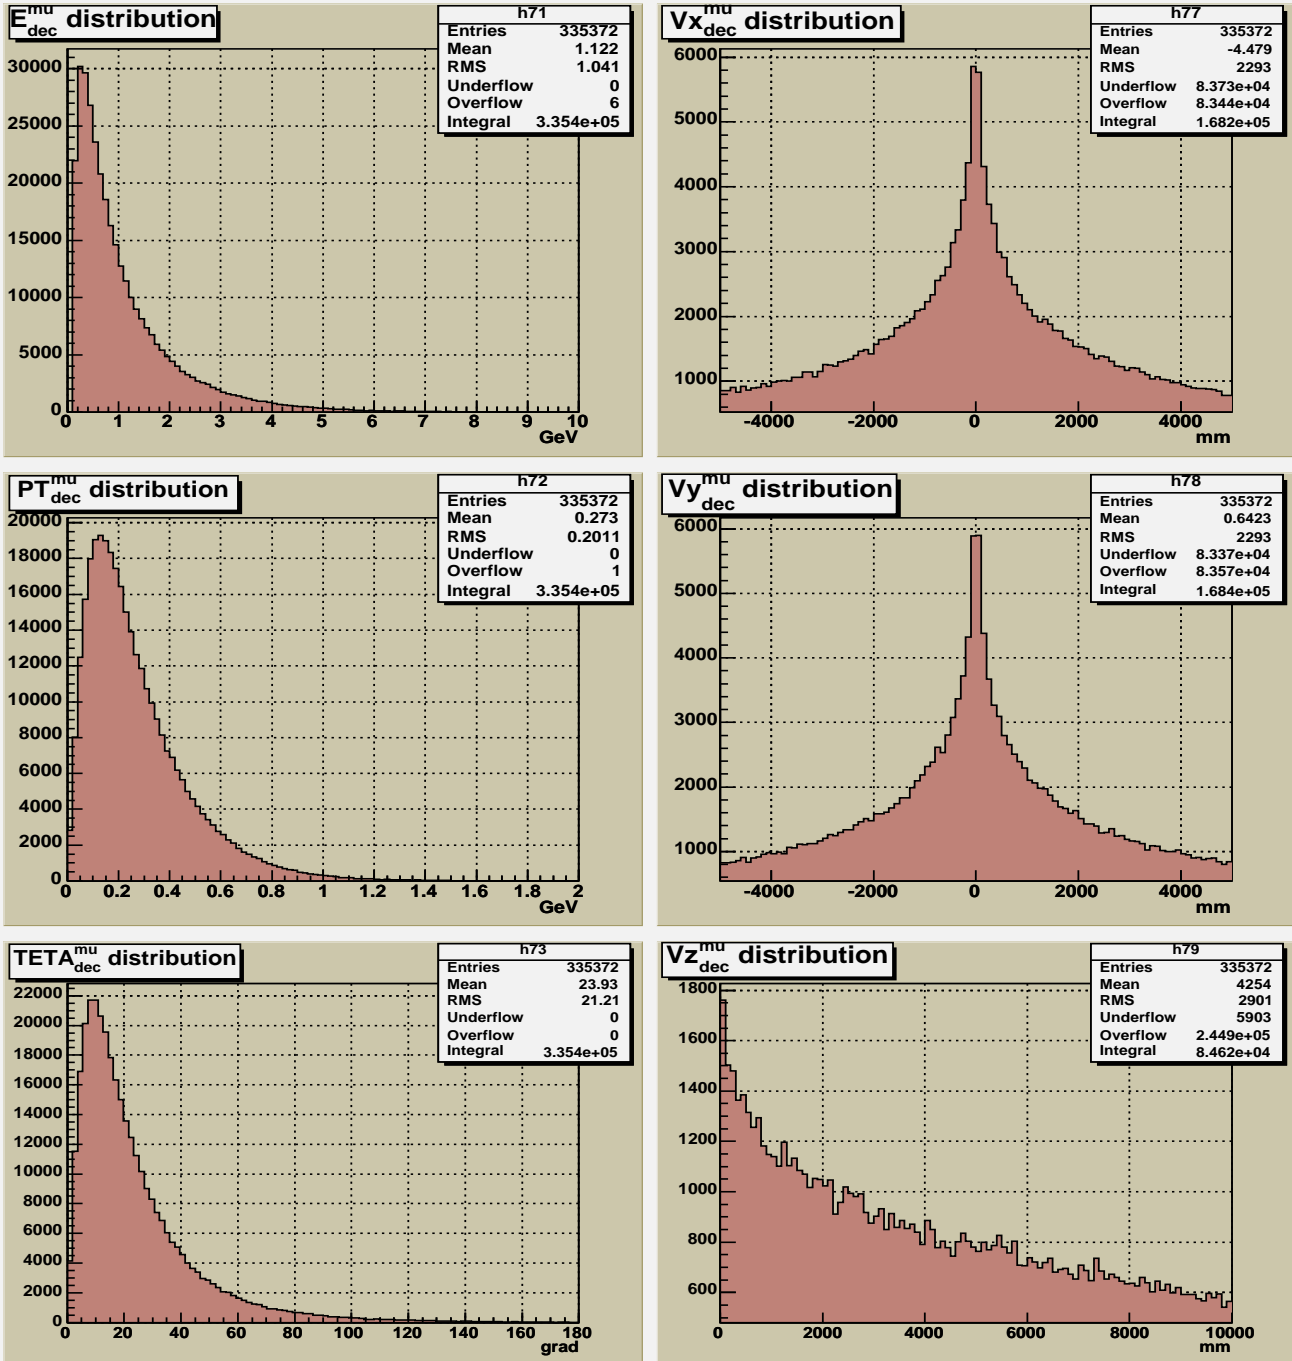 E mu dec distribution
h71
Entries 335372
Mean 1.122
RMS 1.041
Underflow 0
Overflow 6
Integral 3.354e+05
30000
25000
20000
15000
10000
5000
0
0 1 2 3 4 5 6 7 8 9 10
GeV
Vx mu dec distribution
h77
Entries 335372
Mean -4.479
RMS 2293
Underflow 8.373e+04
Overflow 8.344e+04
Integral 1.682e+05
6000
5000
4000
3000
2000
1000
-4000 -2000 0 2000 4000
mm
PT mu dec distribution
h72
Entries 335372
Mean 0.273
RMS 0.2011
Underflow 0
Overflow 1
Integral 3.354e+05
20000
18000
16000
14000
12000
10000
8000
6000
4000
2000
0
0 0.2 0.4 0.6 0.8 1 1.2 1.4 1.6 1.8 2
GeV
Vy mu dec distribution
h78
Entries 335372
Mean 0.6423
RMS 2293
Underflow 8.337e+04
Overflow 8.357e+04
Integral 1.684e+05
6000
5000
4000
3000
2000
1000
-4000 -2000 0 2000 4000
mm
TETA mu dec distribution
h73
Entries 335372
Mean 23.93
RMS 21.21
Underflow 0
Overflow 0
Integral 3.354e+05
22000
20000
18000
16000
14000
12000
10000
8000
6000
4000
2000
0
0 20 40 60 80 100 120 140 160 180
grad
Vz mu dec distribution
h79
Entries 335372
Mean 4254
RMS 2901
Underflow 5903
Overflow 2.449e+05
Integral 8.462e+04
1800
1600
1400
1200
1000
800
600
0 2000 4000 6000 8000 10000
mm